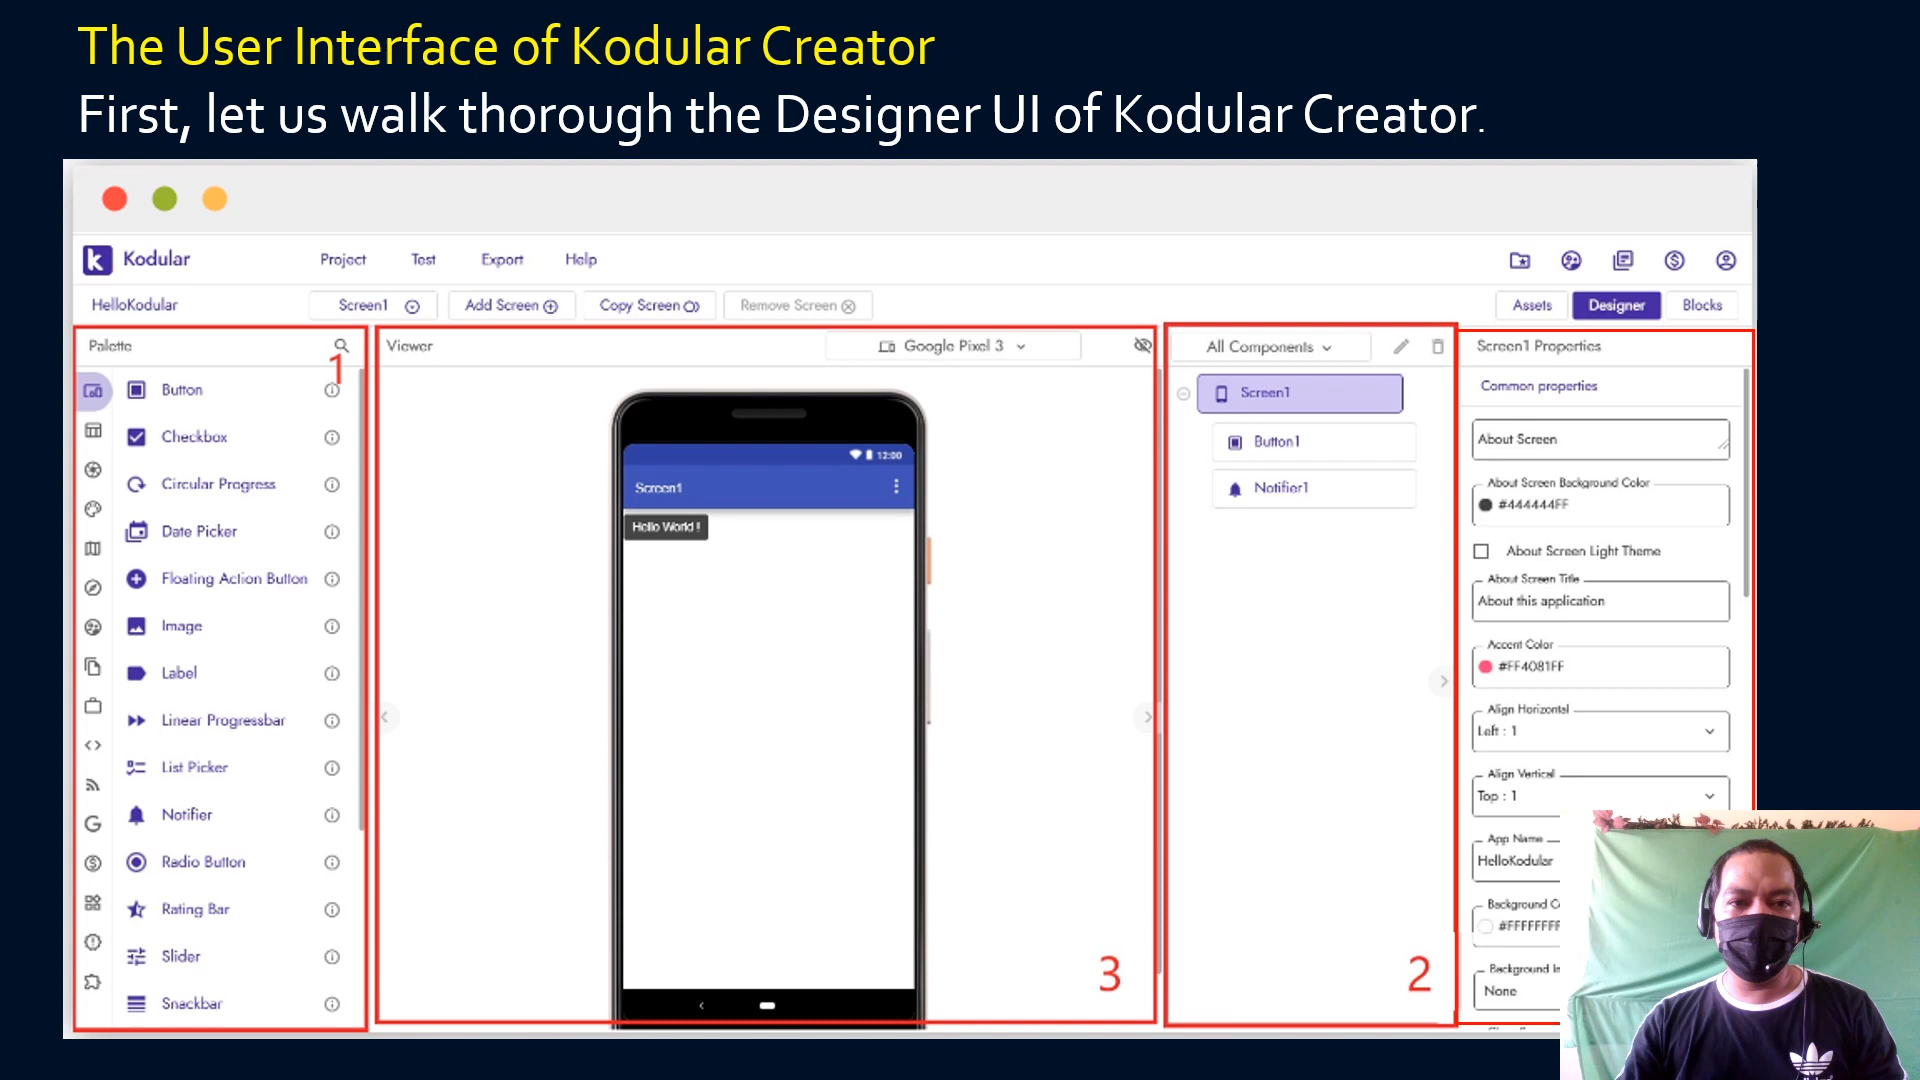 The User Interface of Kodular Creator
First, let us walk thorough the Designer UI of Kodular Creator.
k Kodular
Project
Test
Export
Help
HelloKodular
Screen1
Add Screen
Copy Screen
Remove Screen
Assets
Designer
Blocks
Palette
1
Button
Checkbox
Circular Progress
Date Picker
Floating Action Button
Image
Label
Linear Progressbar
List Picker
Notifier
Radio Button
Rating Bar
Slider
Snackbar
Viewer
Google Pixel 3
12:00
Screen1
Hello World !
3
All Components
Screen1
Button1
Notifier1
2
Screen1 Properties
Common properties
About Screen
About Screen Background Color
#444444FF
About Screen Light Theme
About Screen Title
About this application
Accent Color
#FF4081FF
Align Horizontal
Left : 1
Align Vertical
Top : 1
App Name
HelloKodular
Background
#FFFFFFFF
Background
None